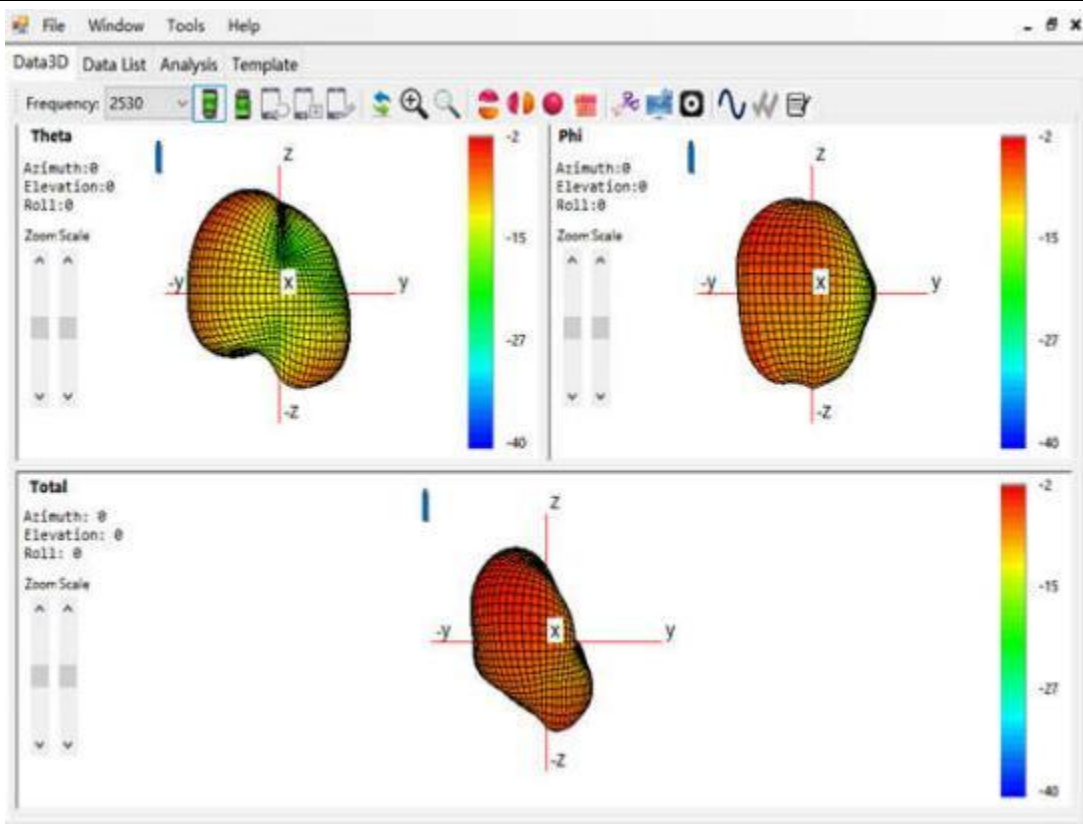 File Window Tools Help
Data3D Data List Analysis Template
Frequency: 2530
Theta
Azimuth:0
Elevation:0
Roll:0
Zoom Scale
z
-y
x
y
-z
-2
-15
-27
-40
Phi
Azimuth:0
Elevation:0
Roll:0
Zoom Scale
z
-y
x
y
-z
-2
-15
-27
-40
Total
Azimuth: 0
Elevation: 0
Roll: 0
Zoom Scale
z
-y
x
y
-z
-2
-15
-27
-40